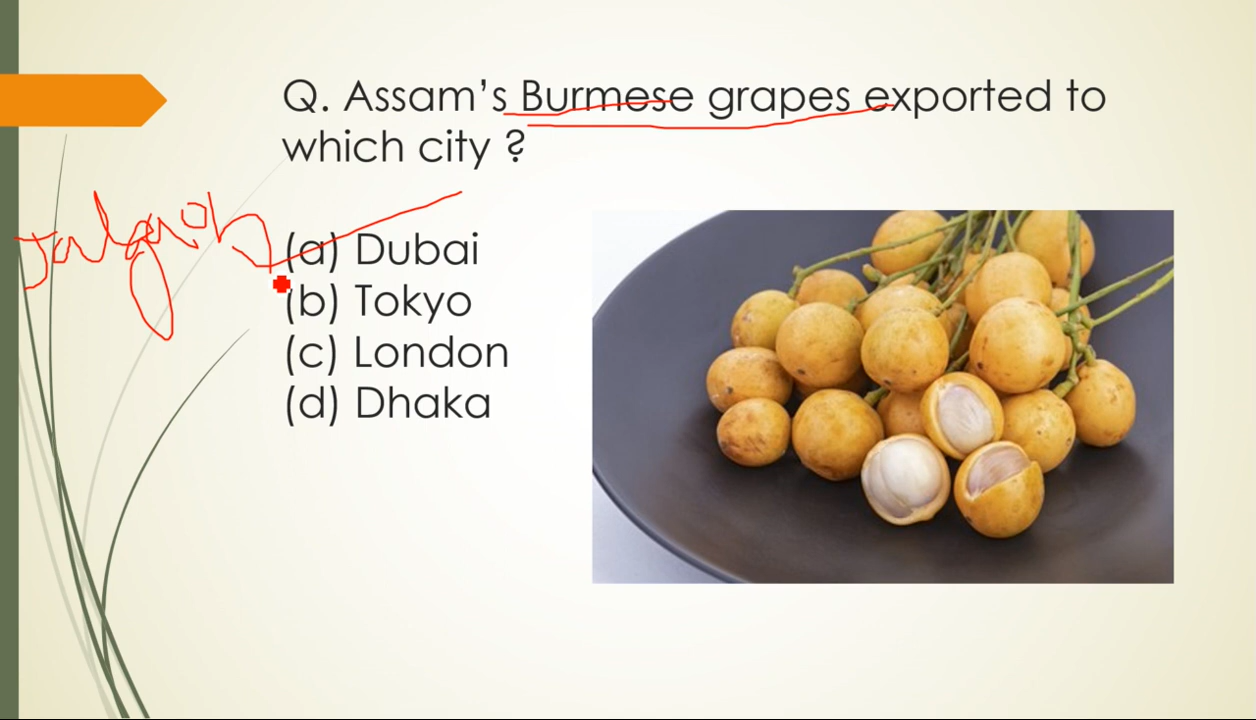 Q. Assam’s Burmese grapes exported to
which city ?
Jalgaon
(a) Dubai
(b) Tokyo
(c) London
(d) Dhaka